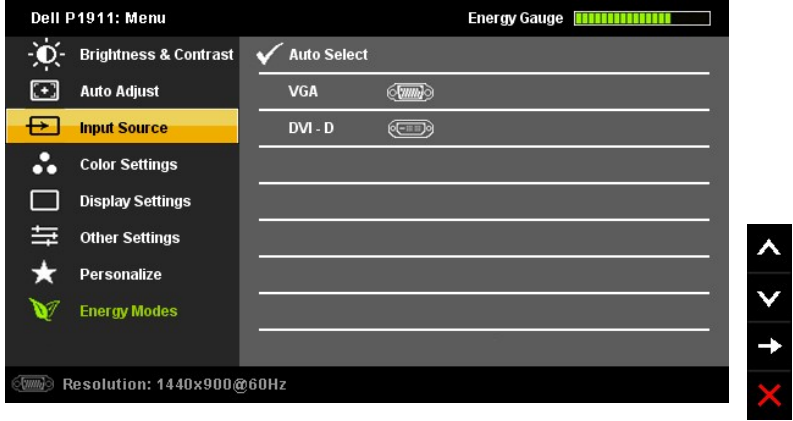 Dell P1911: Menu
Energy Gauge
Brightness & Contrast
Auto Select
Auto Adjust
VGA
Input Source
DVI - D
Color Settings
Display Settings
Other Settings
Personalize
Energy Modes
Resolution: 1440x900@60Hz